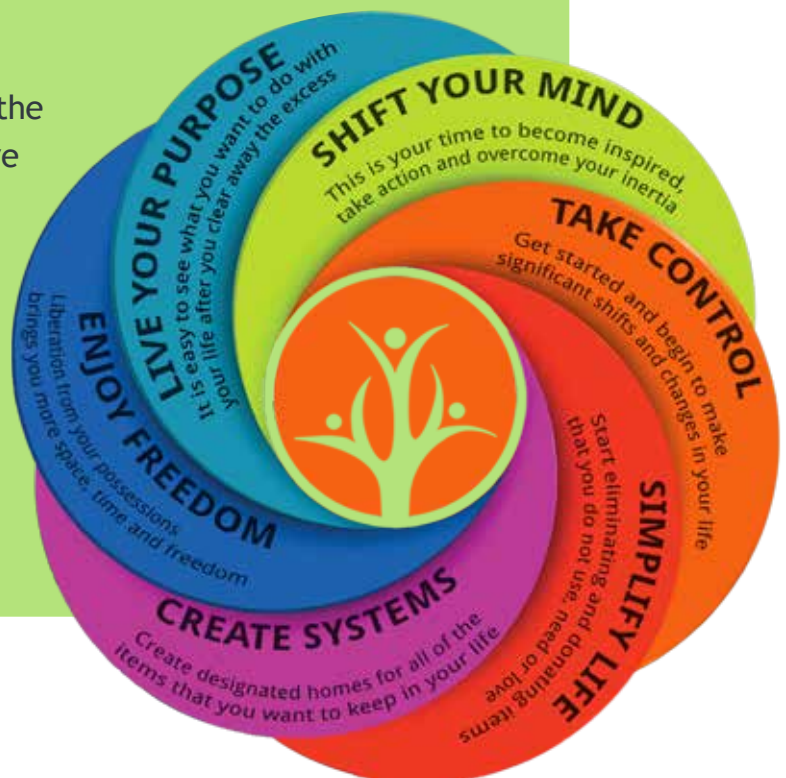 the
e
SHIFT YOUR MIND
This is your time to become inspired,
take action and overcome your inertia
TAKE CONTROL
Get started and begin to make
significant shifts and changes in your life
SIMPLIFY LIFE
Start eliminating and donating items
that you do not use, need or love
CREATE SYSTEMS
Create designated homes for all of the
items that you want to keep in your life
ENJOY FREEDOM
Liberation from your possessions
brings you more space, time and freedom
LIVE YOUR PURPOSE
It is easy to see what you want to do with
your life after you clear away the excess